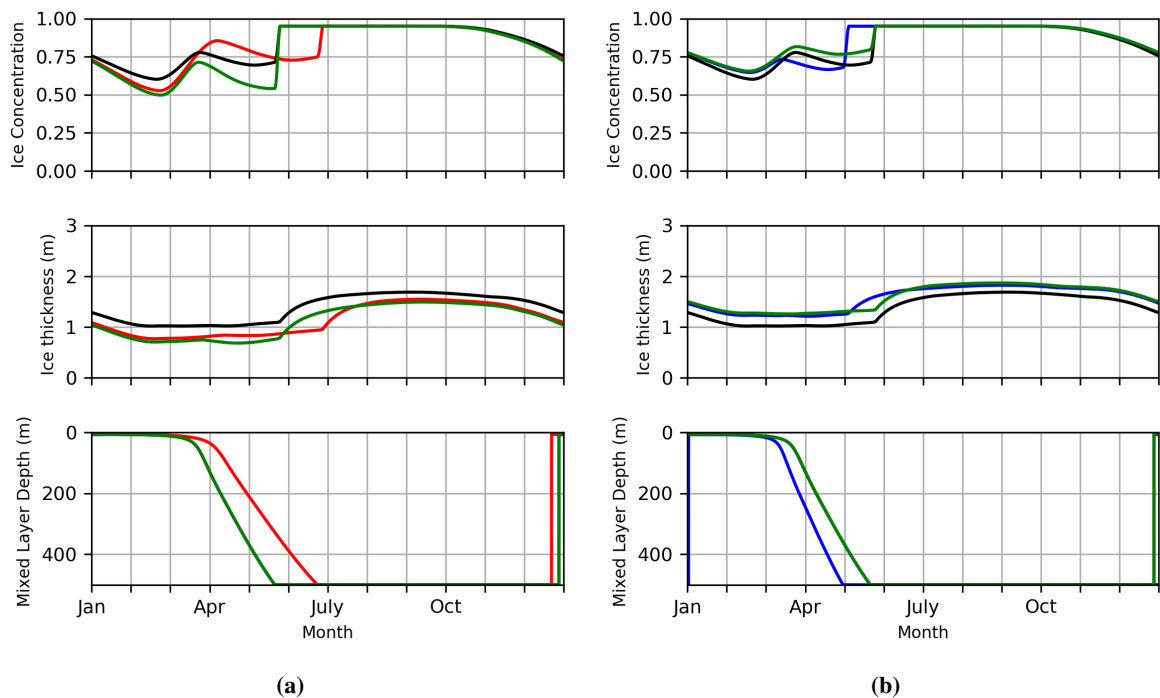 1.00
0.75
0.50
0.25
0.00
Ice Concentration
3
2
1
0
Ice thickness (m)
0
200
400
Mixed Layer Depth (m)
Jan Apr July Oct
Month
(a)
1.00
0.75
0.50
0.25
0.00
Ice Concentration
3
2
1
0
Ice thickness (m)
0
200
400
Mixed Layer Depth (m)
Jan Apr July Oct
Month
(b)